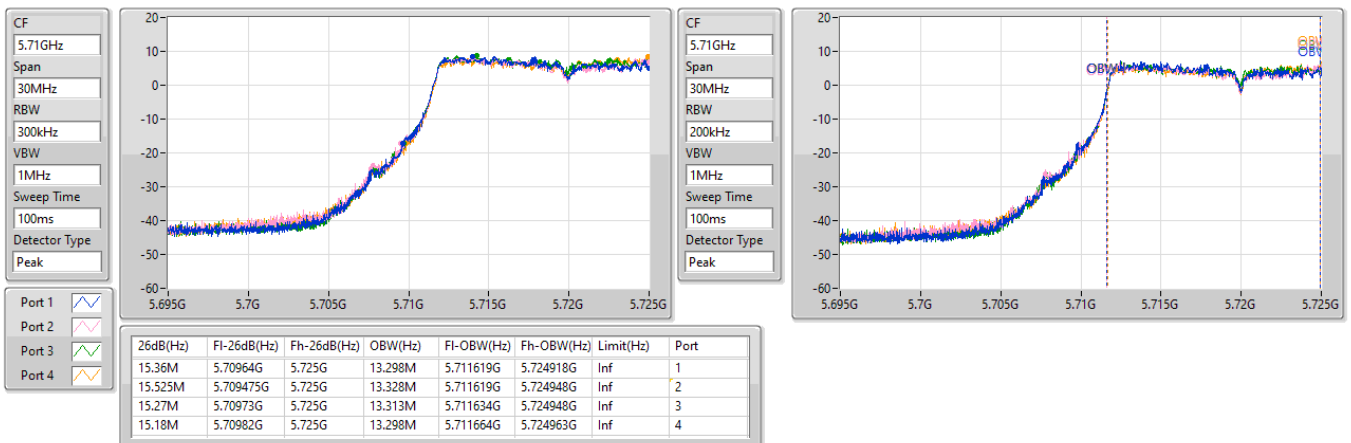 CF
5.71GHz
Span
30MHz
RBW
300kHz
VBW
1MHz
Sweep Time
100ms
Detector Type
Peak
20
10
0
-10
-20
-30
-40
-50
-60
5.695G 5.7G 5.705G 5.71G 5.715G 5.72G 5.725G
CF
5.71GHz
Span
30MHz
RBW
200kHz
VBW
1MHz
Sweep Time
100ms
Detector Type
Peak
20
10
0
-10
-20
-30
-40
-50
-60
OBW
5.695G 5.7G 5.705G 5.71G 5.715G 5.72G 5.725G
Port 1
Port 2
Port 3
Port 4
26dB(Hz) Fl-26dB(Hz) Fh-26dB(Hz) OBW(Hz) Fl-OBW(Hz) Fh-OBW(Hz) Limit(Hz) Port
15.36M 5.70964G 5.725G 13.298M 5.711619G 5.724918G Inf 1
15.525M 5.709475G 5.725G 13.328M 5.711619G 5.724948G Inf 2
15.27M 5.70973G 5.725G 13.313M 5.711634G 5.724948G Inf 3
15.18M 5.70982G 5.725G 13.298M 5.711664G 5.724963G Inf 4